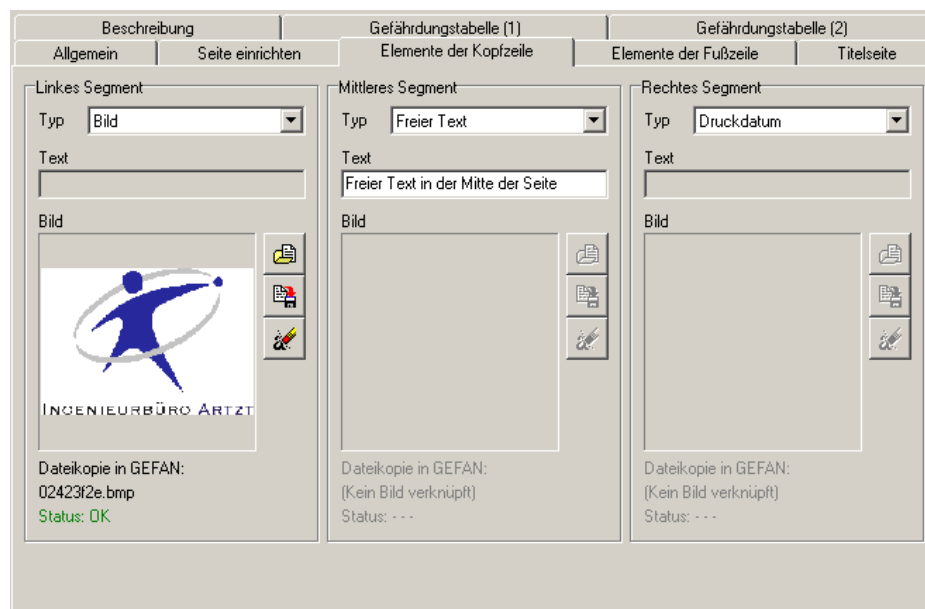 Beschreibung
Gefährdungstabelle (1)
Gefährdungstabelle (2)
Allgemein
Seite einrichten
Elemente der Kopfzeile
Elemente der Fußzeile
Titelseite
Linkes Segment
Typ
Bild
Text
Bild
INGENIEURBÜRO ARTZT
Dateikopie in GEFAN:
02423f2e.bmp
Status: OK
Mittleres Segment
Typ
Freier Text
Text
Freier Text in der Mitte der Seite
Bild
Dateikopie in GEFAN:
(Kein Bild verknüpft)
Status: - - -
Rechtes Segment
Typ
Druckdatum
Text
Bild
Dateikopie in GEFAN:
(Kein Bild verknüpft)
Status: - - -